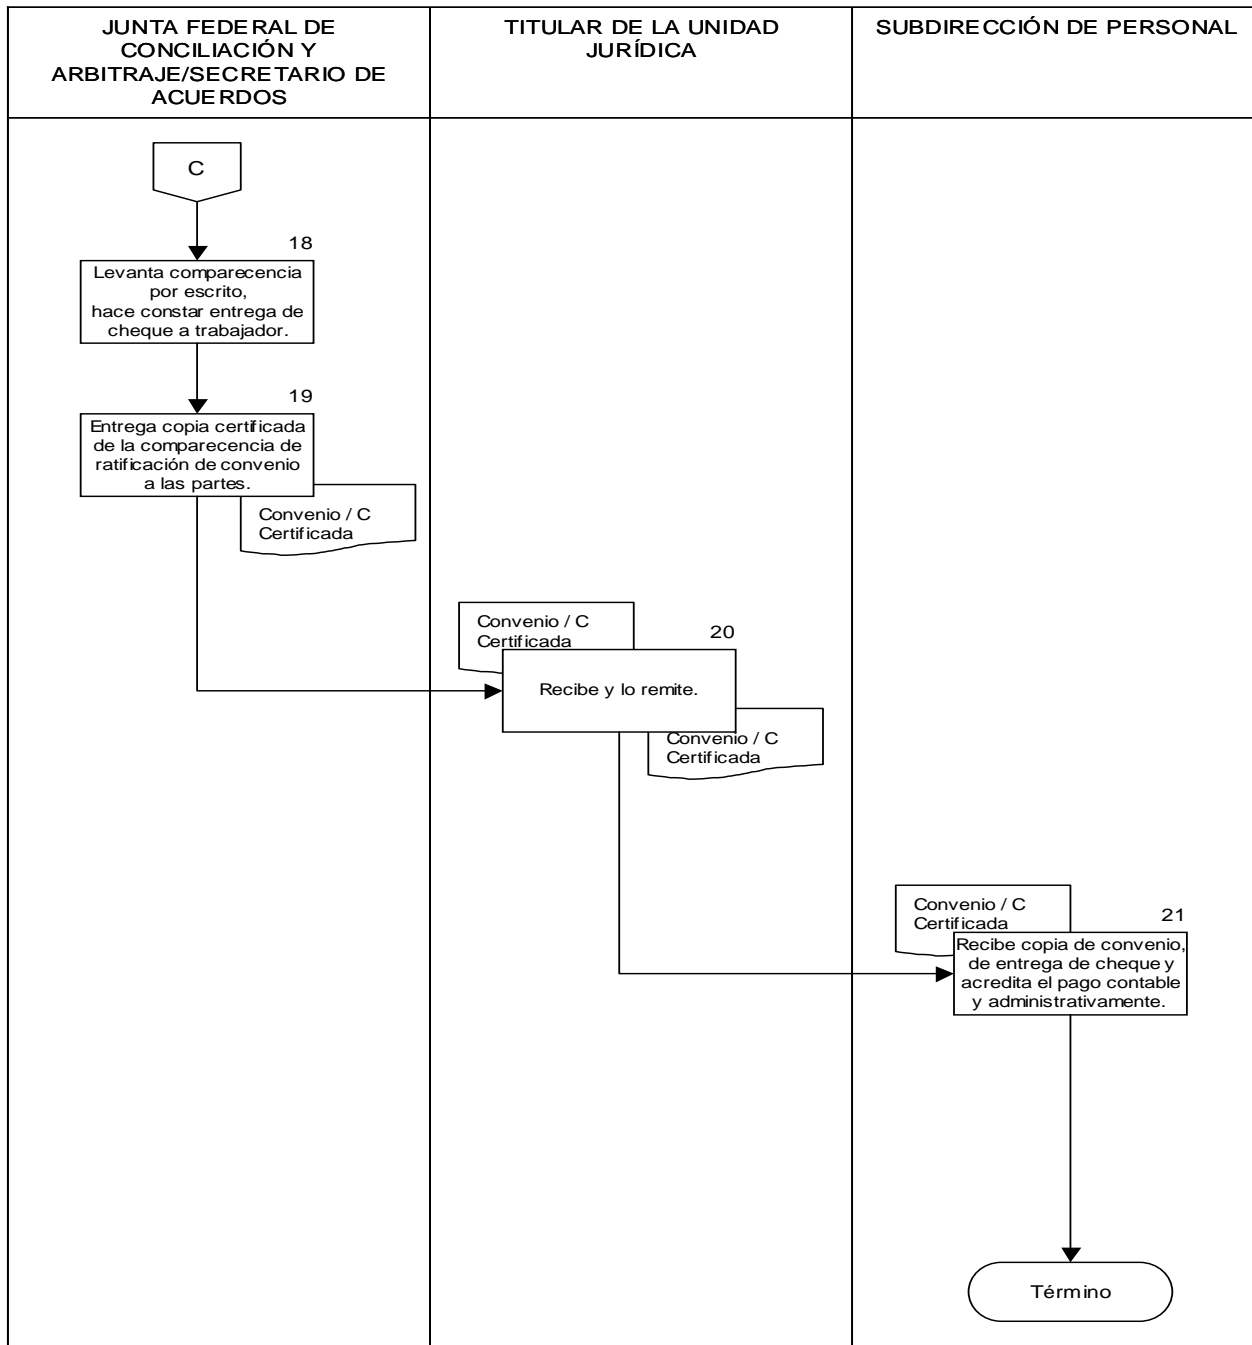 JUNTA FEDERAL DE
CONCILIACIÓN Y
ARBITRAJE/SECRETARIO DE
ACUERDOS
TITULAR DE LA UNIDAD
JURÍDICA
SUBDIRECCIÓN DE PERSONAL
C
18
Levanta comparecencia
por escrito,
hace constar entrega de
cheque a trabajador.
19
Entrega copia certificada
de la comparecencia de
ratificación de convenio
a las partes.
Convenio / C
Certificada
Convenio / C
Certificada
20
Recibe y lo remite.
Convenio / C
Certificada
Convenio / C
Certificada
21
Recibe copia de convenio,
de entrega de cheque y
acredita el pago contable
y administrativamente.
Término